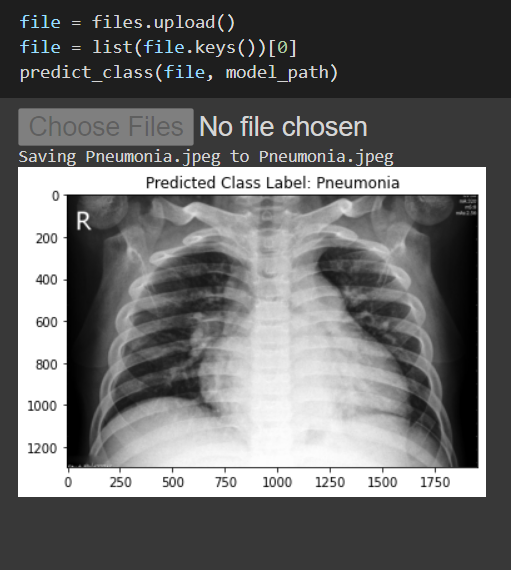 file = files.upload()
file = list(file.keys())[0]
predict_class(file, model_path)
Choose Files No file chosen
Saving Pneumonia.jpeg to Pneumonia.jpeg
Predicted Class Label: Pneumonia
R
0
200
400
600
800
1000
1200
0 250 500 750 1000 1250 1500 1750